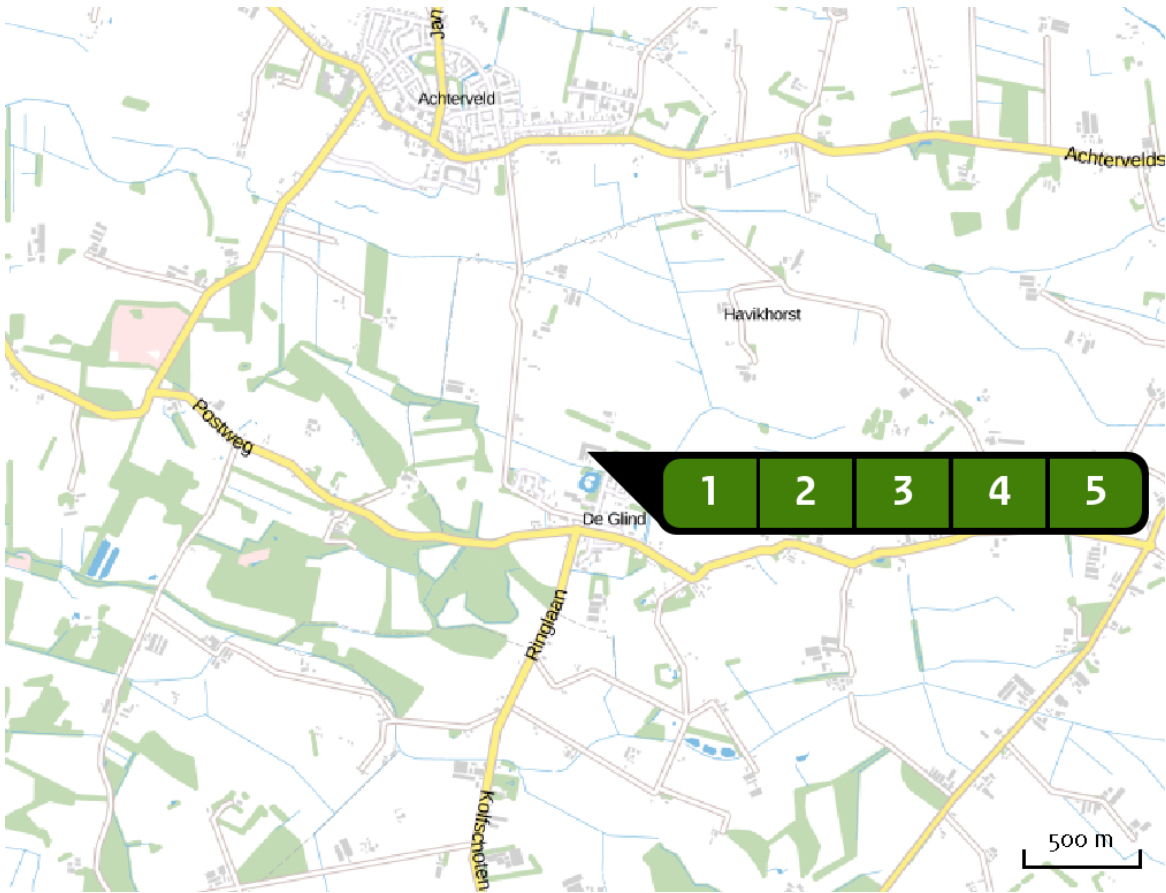 Jan
Achterveld
Achtervelds
Havikhorst
Postweg
1 2 3 4 5
De Glind
Ringlaan
Kolfschoten
500 m